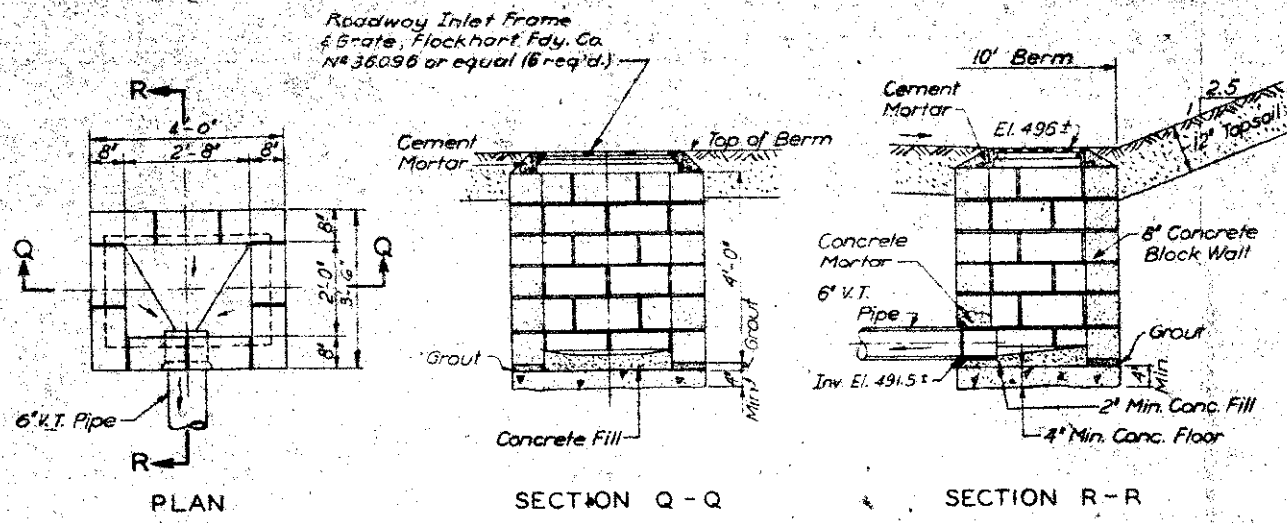 Roadway Inlet Frame
& Grate, Flockhart Fdy. Co.
Nº 36096 or equal (6 req'd.)
R
4'-0"
8"
2'-8"
8"
Q
Q
8"
2'-0"
3'-6"
8"
6" V.T. Pipe
R
PLAN
Cement
Mortar
Top of Berm
4'-0"
Grout
Grout
4"
Min.
Concrete Fill
SECTION Q-Q
10' Berm
Cement
Mortar
El. 496±
2.5
1
12" Topsoil
Concrete
Mortar
6" V.T.
Pipe
8" Concrete
Block Wall
Grout
Inv. El. 491.5±
4"
Min.
2" Min. Conc. Fill
4" Min. Conc. Floor
SECTION R-R